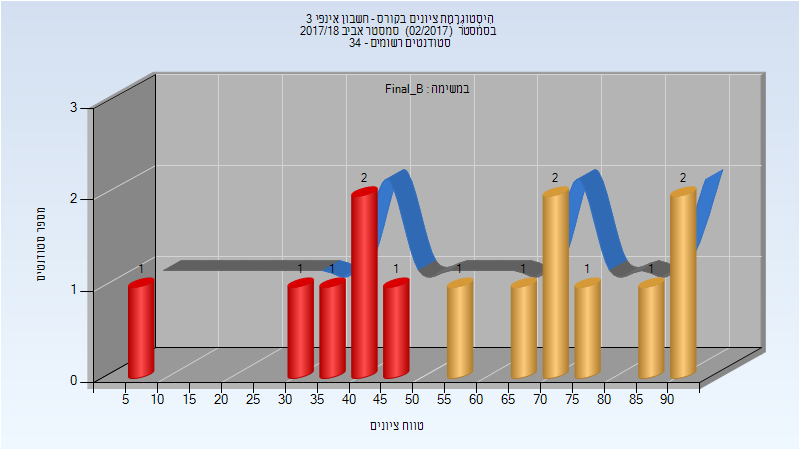 היסטוגרמת ציונים בקורס - חשבון אינפי 3
בסמסטר (02/2017) סמסטר אביב 2017/18
סטודנטים רשומים - 34
במשימה : Final_B
מספר סטודנטים
3
2
1
0
1
1
1
2
1
1
1
2
1
1
2
5 10 15 20 25 30 35 40 45 50 55 60 65 70 75 80 85 90
טווח ציונים